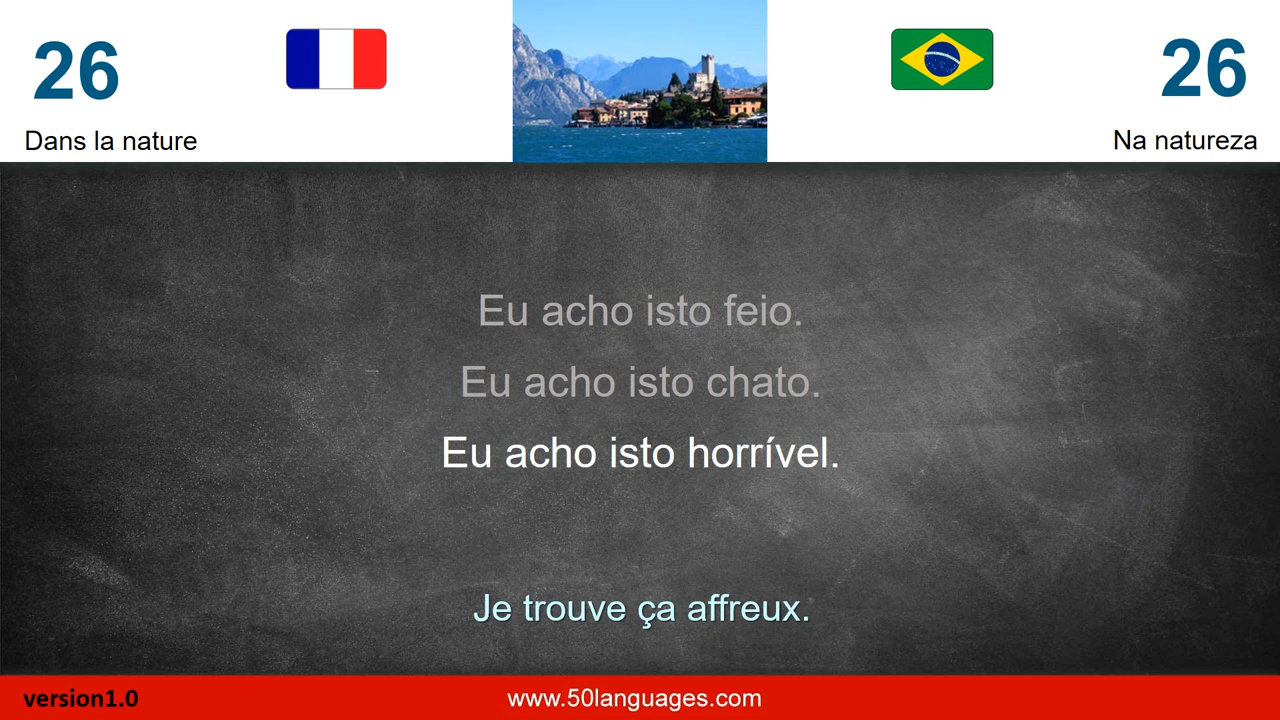 26
26
Dans la nature
Na natureza
Eu acho isto feio.
Eu acho isto chato.
Eu acho isto horrível.
Je trouve ça affreux.
version1.0
www.50languages.com